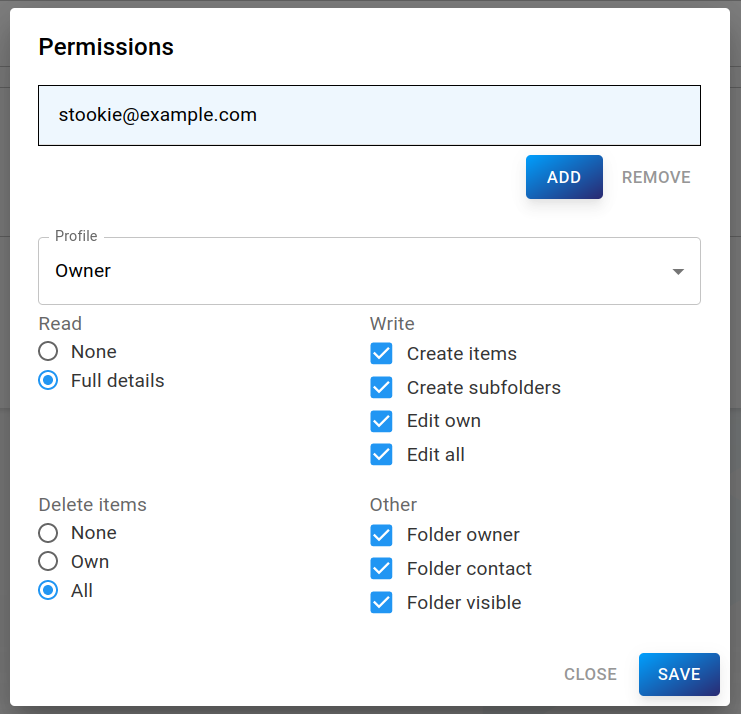 Permissions
stookie@example.com
ADD REMOVE
Profile
Owner
Read
None
Full details
Write
Create items
Create subfolders
Edit own
Edit all
Delete items
None
Own
All
Other
Folder owner
Folder contact
Folder visible
CLOSE SAVE